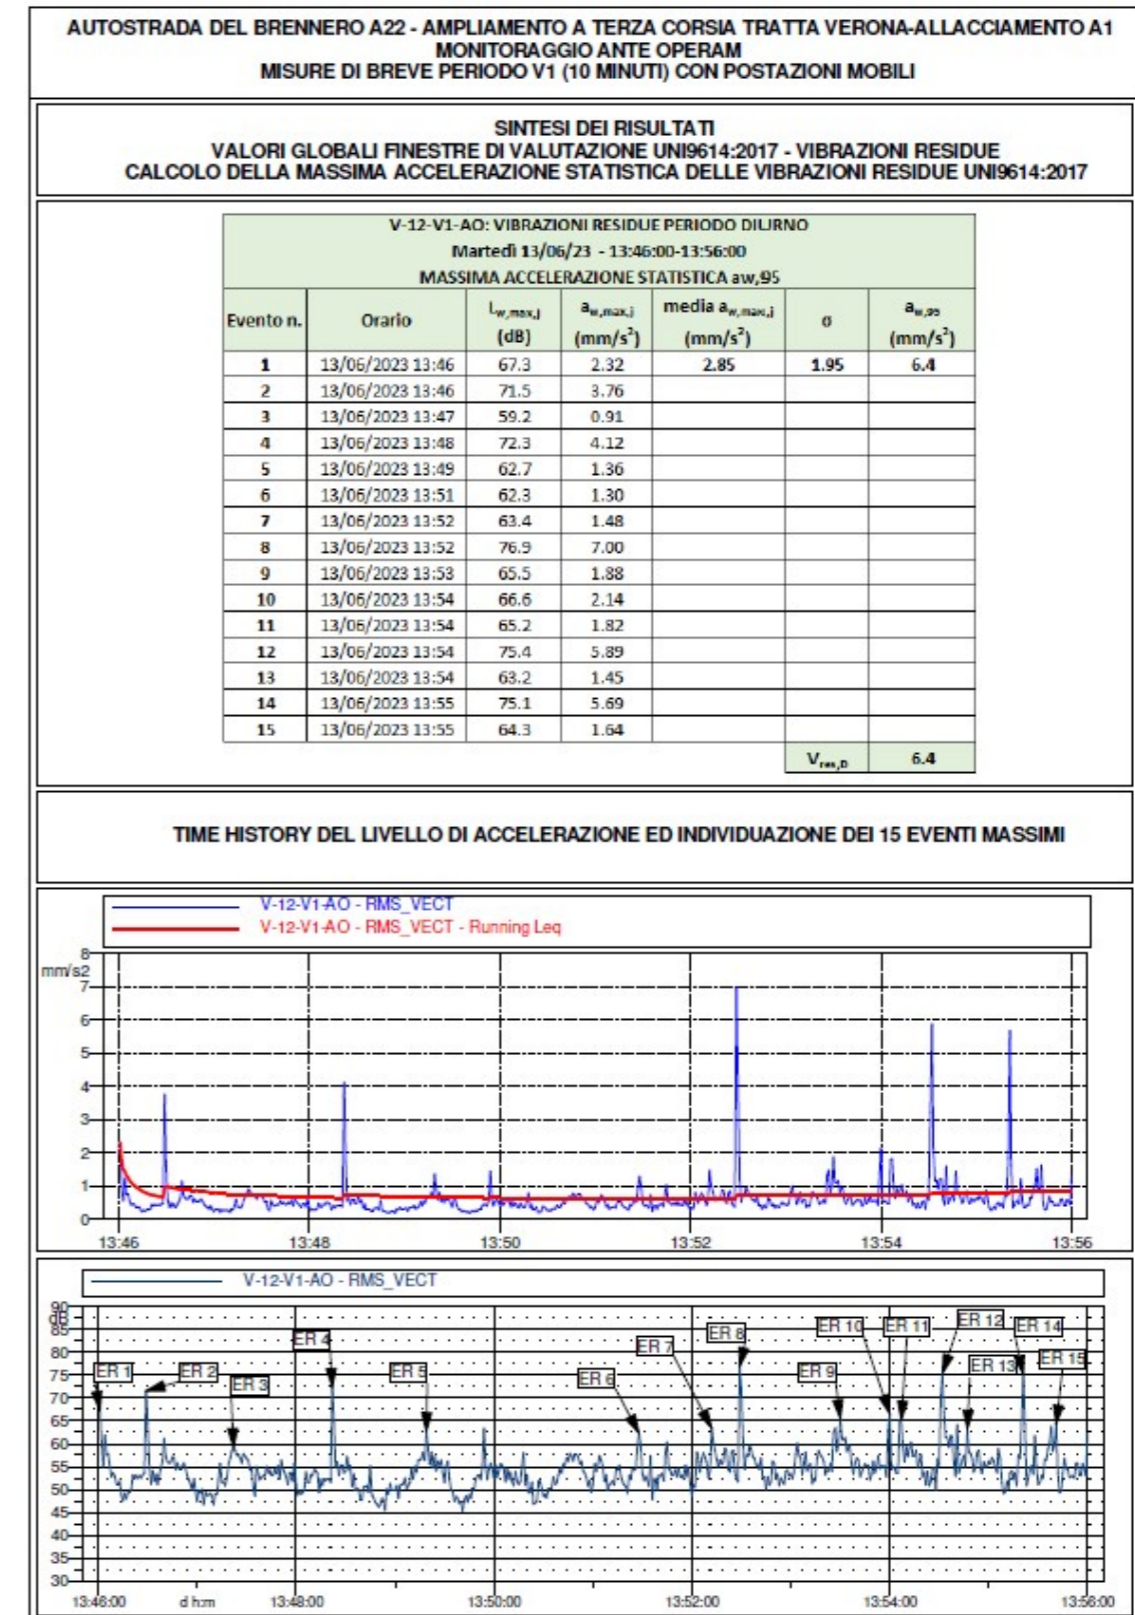 AUTOSTRADA DEL BRENNERO A22 - AMPLIAMENTO A TERZA CORSIA TRATTA VERONA-ALLACCIAMENTO A1
MONITORAGGIO ANTE OPERAM
MISURE DI BREVE PERIODO V1 (10 MINUTI) CON POSTAZIONI MOBILI
SINTESI DEI RISULTATI
VALORI GLOBALI FINESTRE DI VALUTAZIONE UNI9614:2017 - VIBRAZIONI RESIDUE
CALCOLO DELLA MASSIMA ACCELERAZIONE STATISTICA DELLE VIBRAZIONI RESIDUE UNI9614:2017
V-12-V1-AO: VIBRAZIONI RESIDUE PERIODO DIURNO
Martedì 13/06/23 - 13:46:00-13:56:00
MASSIMA ACCELERAZIONE STATISTICA aw,95
Evento n. Orario Lw,max,j (dB) aw,max,j (mm/s²) media aw,max,j (mm/s²) σ aw,95 (mm/s²)
1 13/06/2023 13:46 67.3 2.32 2.85 1.95 6.4
2 13/06/2023 13:46 71.5 3.76
3 13/06/2023 13:47 59.2 0.91
4 13/06/2023 13:48 72.3 4.12
5 13/06/2023 13:49 62.7 1.36
6 13/06/2023 13:51 62.3 1.30
7 13/06/2023 13:52 63.4 1.48
8 13/06/2023 13:52 76.9 7.00
9 13/06/2023 13:53 65.5 1.88
10 13/06/2023 13:54 66.6 2.14
11 13/06/2023 13:54 65.2 1.82
12 13/06/2023 13:54 75.4 5.89
13 13/06/2023 13:54 63.2 1.45
14 13/06/2023 13:55 75.1 5.69
15 13/06/2023 13:55 64.3 1.64
Vres,D 6.4
TIME HISTORY DEL LIVELLO DI ACCELERAZIONE ED INDIVIDUAZIONE DEI 15 EVENTI MASSIMI
V-12-V1-AO - RMS_VECT
V-12-V1-AO - RMS_VECT - Running Leq
8
mm/s2
7
6
5
4
3
2
1
0
13:46 13:48 13:50 13:52 13:54 13:56
V-12-V1-AO - RMS_VECT
90
dB
85
80
75
70
65
60
55
50
45
40
35
30
ER 1 ER 2 ER 3 ER 4 ER 5 ER 6 ER 7 ER 8 ER 9 ER 10 ER 11 ER 12 ER 13 ER 14 ER 15
13:46:00 d h:m 13:48:00 13:50:00 13:52:00 13:54:00 13:56:00